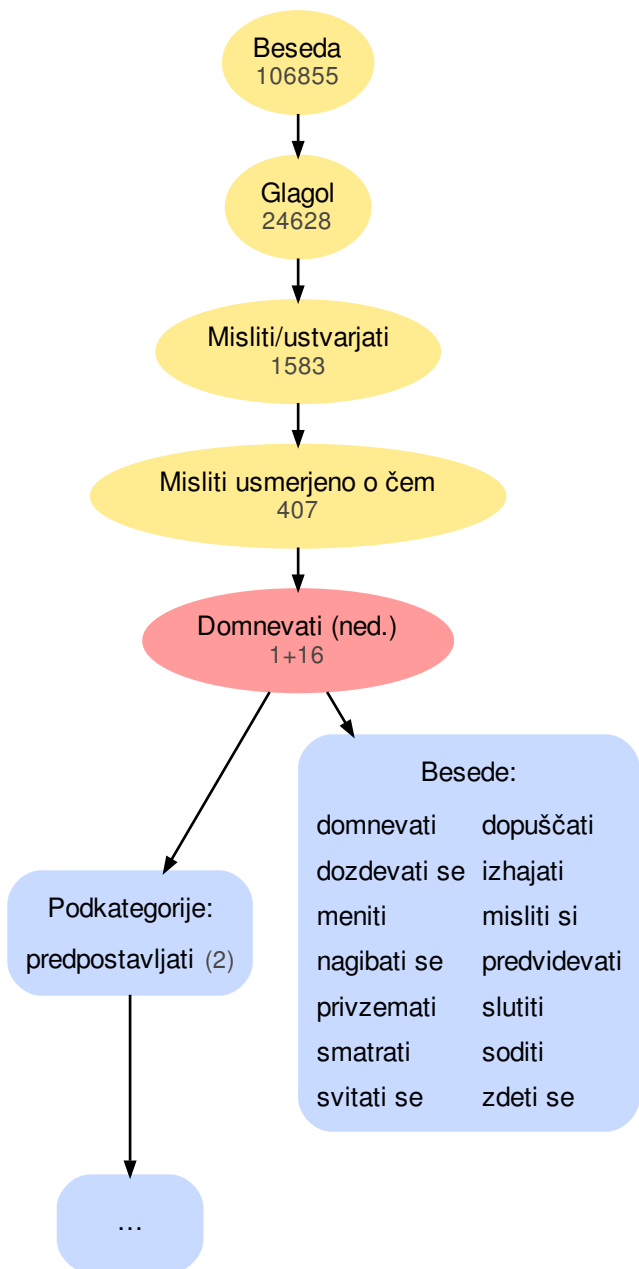 Beseda
106855
Glagol
24628
Misliti/ustvarjati
1583
Misliti usmerjeno o čem
407
Domnevati (ned.)
1+16
Podkategorije:
predpostavljati (2)
...
Besede:
domnevati dopuščati
dozdevati se izhajati
meniti misliti si
nagibati se predvidevati
privzemati slutiti
smatrati soditi
svitati se zdeti se